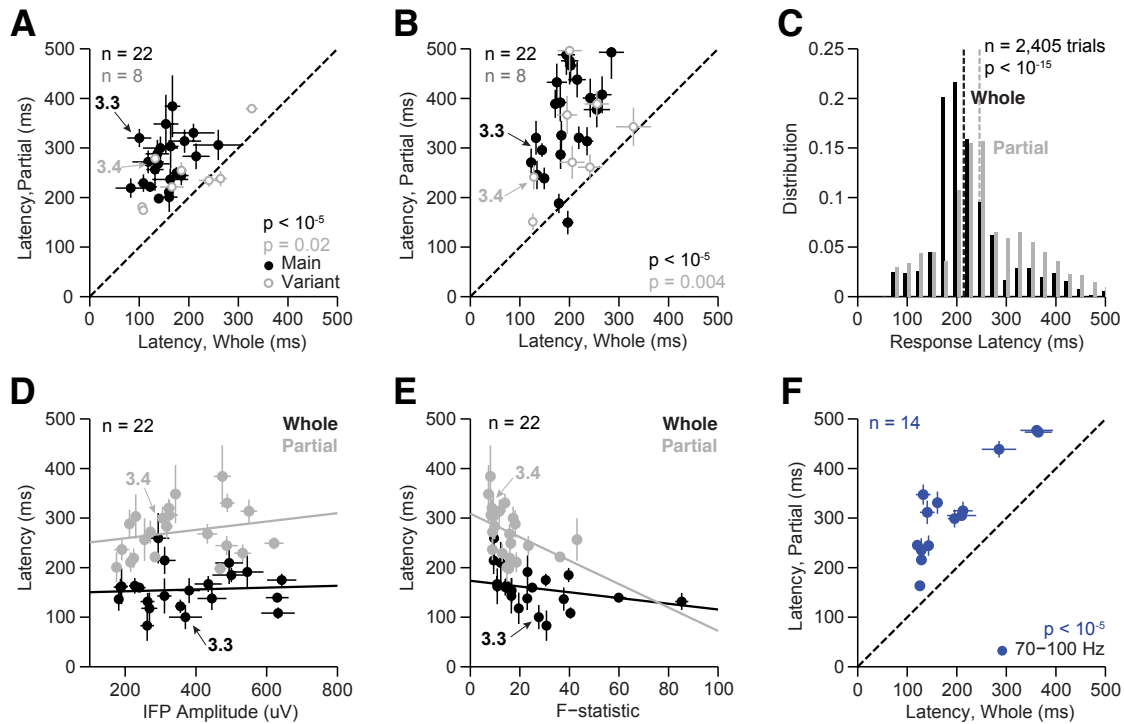 A
n = 22
n = 8
3.3
3.4
p < 10-5
p = 0.02
Main
Variant
500
400
300
200
100
0
0 100 200 300 400 500
Latency,Partial (ms)
Latency, Whole (ms)
B
n = 22
n = 8
3.3
3.4
p < 10-5
p = 0.004
500
400
300
200
100
0
0 100 200 300 400 500
Latency, Partial (ms)
Latency, Whole (ms)
C
n = 2,405 trials
p < 10-15
Whole
Partial
0.25
0.2
0.15
0.1
0.05
0
0 100 200 300 400 500
Distribution
Response Latency (ms)
D
n = 22
Whole
Partial
3.4
3.3
500
400
300
200
100
0
200 400 600 800
Latency (ms)
IFP Amplitude (uV)
E
n = 22
Whole
Partial
3.4
3.3
500
400
300
200
100
0
0 20 40 60 80 100
Latency (ms)
F−statistic
F
n = 14
p < 10-5
70−100 Hz
500
400
300
200
100
0
0 100 200 300 400 500
Latency, Partial (ms)
Latency, Whole (ms)